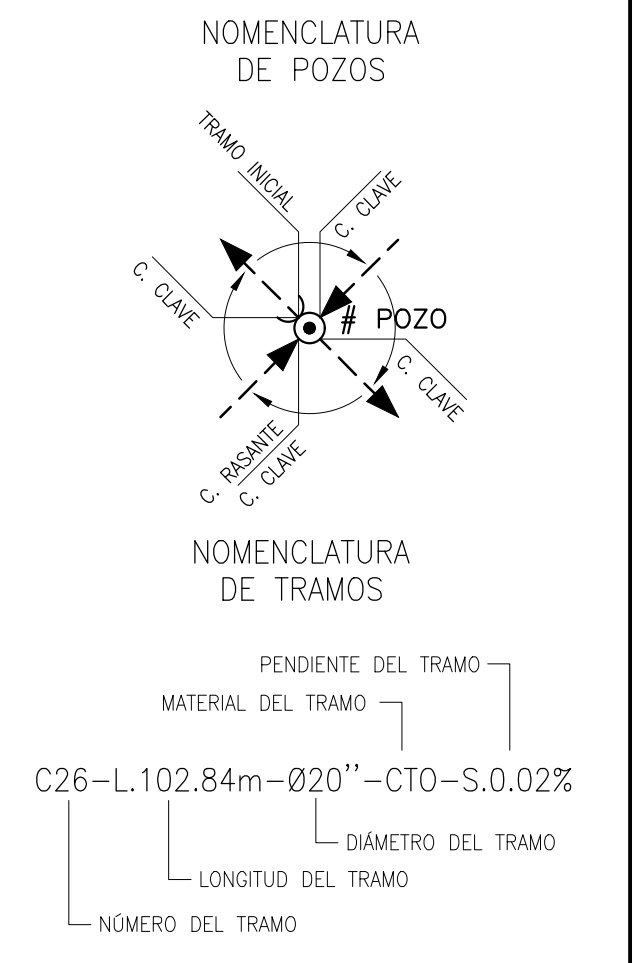 NOMENCLATURA
DE POZOS
TRAMO INICIAL
C. CLAVE
C. CLAVE
# POZO
C. CLAVE
C. RASANTE
C. CLAVE
NOMENCLATURA
DE TRAMOS
PENDIENTE DEL TRAMO
MATERIAL DEL TRAMO
C26-L.102.84m-Ø20''-CTO-S.0.02%
DIÁMETRO DEL TRAMO
LONGITUD DEL TRAMO
NÚMERO DEL TRAMO